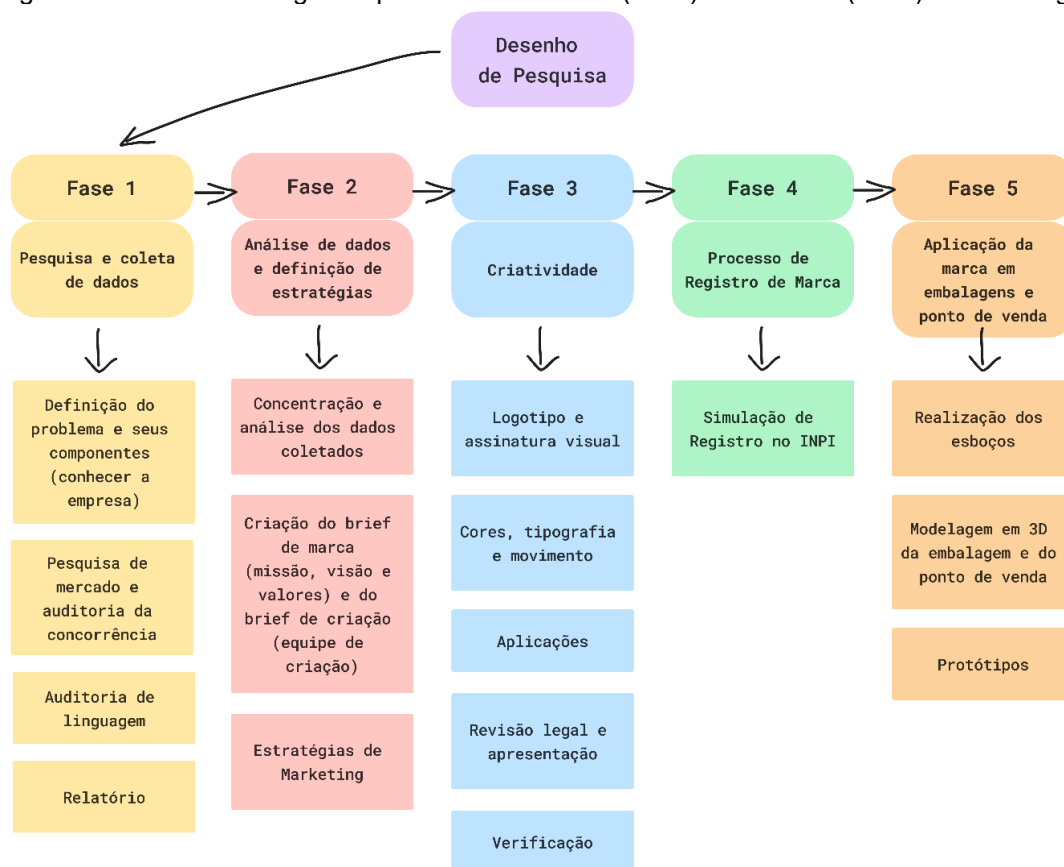 Desenho
de Pesquisa
Fase 1
Pesquisa e coleta
de dados
Definição do
problema e seus
componentes
(conhecer a
empresa)
Pesquisa de
mercado e
auditoria da
concorrência
Auditoria de
linguagem
Relatório
Fase 2
Análise de dados
e definição de
estratégias
Concentração e
análise dos dados
coletados
Criação do brief
de marca
(missão, visão e
valores) e do
brief de criação
(equipe de
criação)
Estratégias de
Marketing
Fase 3
Criatividade
Logotipo e
assinatura visual
Cores, tipografia
e movimento
Aplicações
Revisão legal e
apresentação
Verificação
Fase 4
Processo de
Registro de Marca
Simulação de
Registro no INPI
Fase 5
Aplicação da
marca em
embalagens e
ponto de venda
Realização dos
esboços
Modelagem em 3D
da embalagem e do
ponto de venda
Protótipos